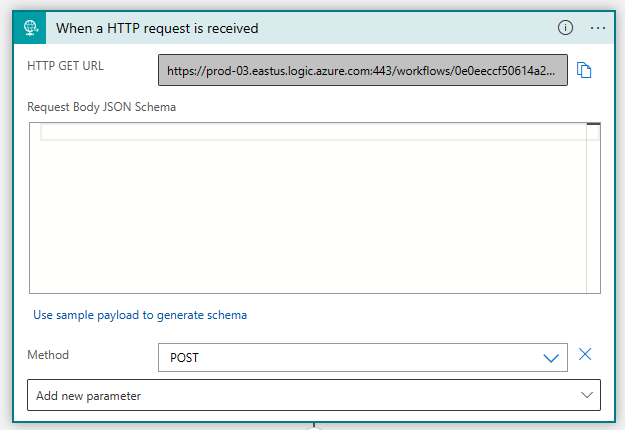 When a HTTP request is received
HTTP GET URL
https://prod-03.eastus.logic.azure.com:443/workflows/0e0eeccf50614a2...
Request Body JSON Schema
Use sample payload to generate schema
Method
POST
Add new parameter